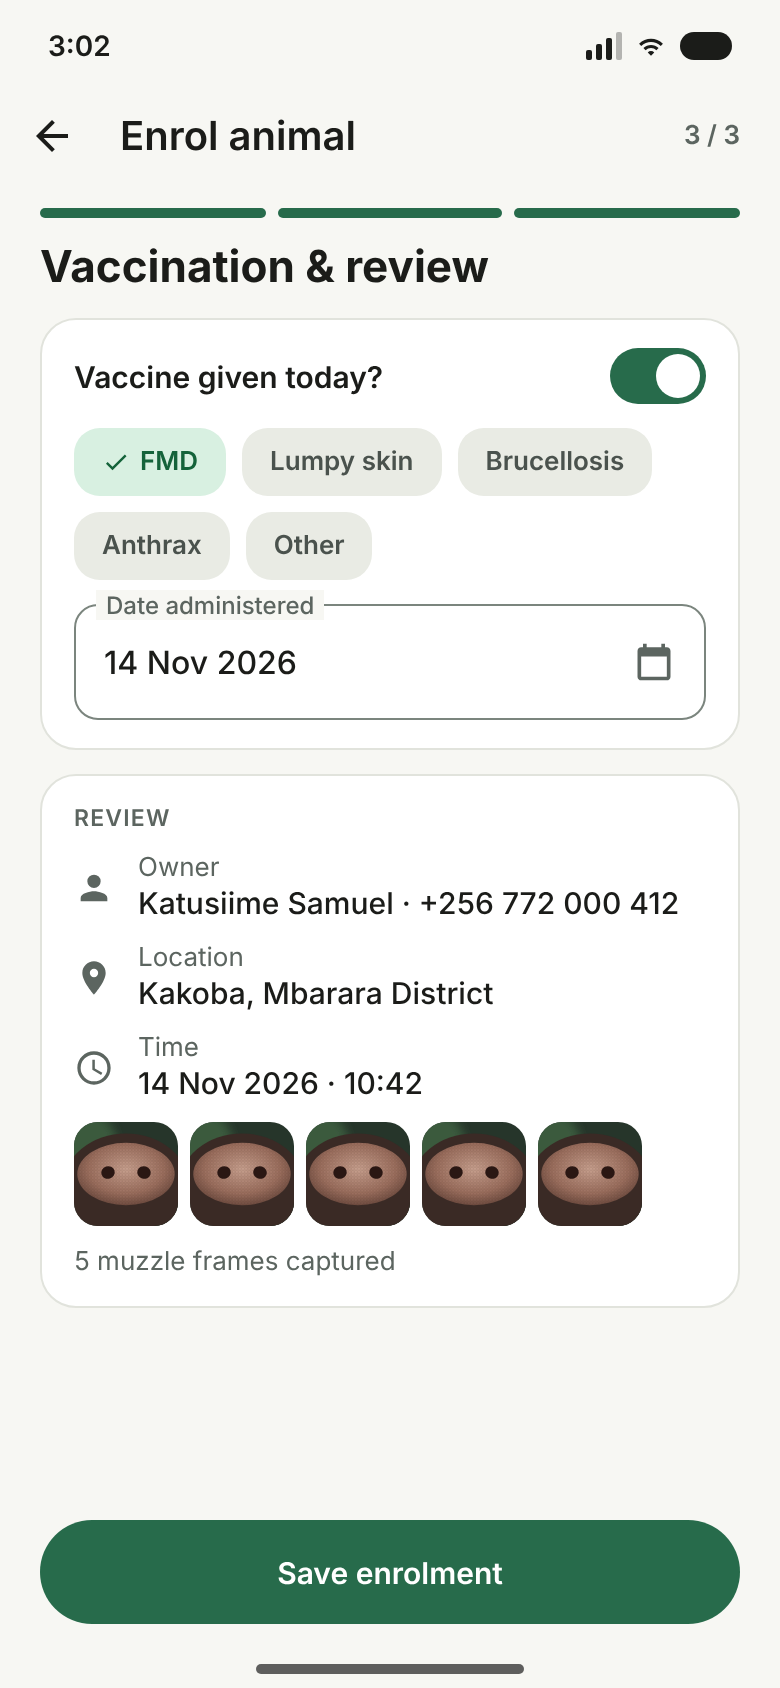 3:02
Enrol animal
3 / 3
Vaccination & review
Vaccine given today?
FMD
Lumpy skin
Brucellosis
Anthrax
Other
Date administered
14 Nov 2026
REVIEW
Owner
Katusiime Samuel · +256 772 000 412
Location
Kakoba, Mbarara District
Time
14 Nov 2026 · 10:42
5 muzzle frames captured
Save enrolment